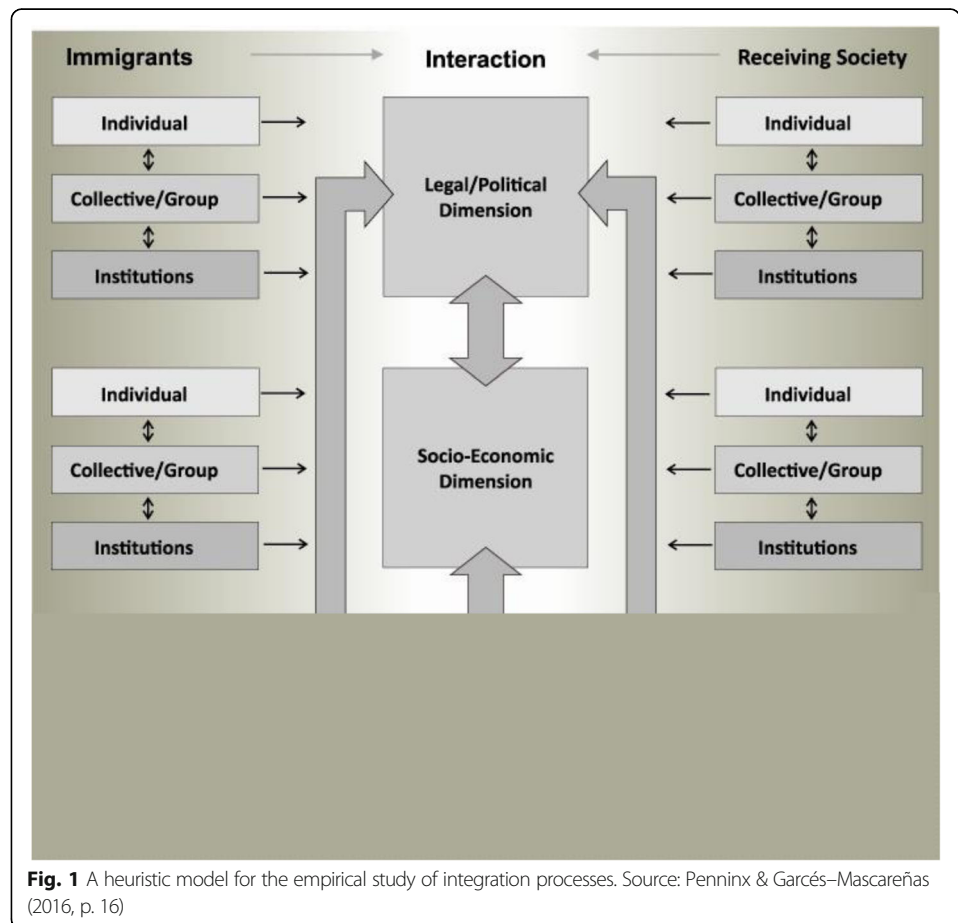 Immigrants Interaction Receiving Society
Individual Individual
Collective/Group Legal/Political Dimension Collective/Group
Institutions Institutions
Individual Individual
Collective/Group Socio-Economic Dimension Collective/Group
Institutions Institutions
Fig. 1 A heuristic model for the empirical study of integration processes. Source: Penninx & Garcés–Mascareñas
(2016, p. 16)